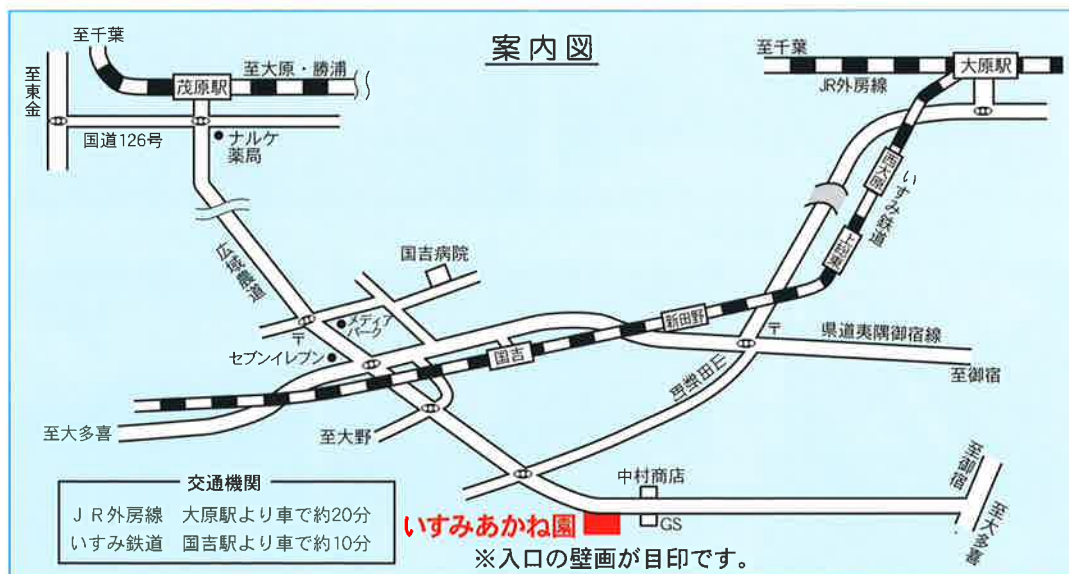 案内図
至千葉
至東金
茂原駅
至大原・勝浦
国道126号
ナルケ
薬局
至千葉
JR外房線
大原駅
西大原
いすみ鉄道
上総東
広域農道
国吉病院
メディア
パーク
〒
セブンイレブン
国吉
新田野
〒
県道夷隅御宿線
至御宿
旧新田川
至大多喜
至大野
中村商店
GS
至御宿
至大多喜
交通機関
JR外房線 大原駅より車で約20分
いすみ鉄道 国吉駅より車で約10分
いすみあかね園
※入口の壁画が目印です。